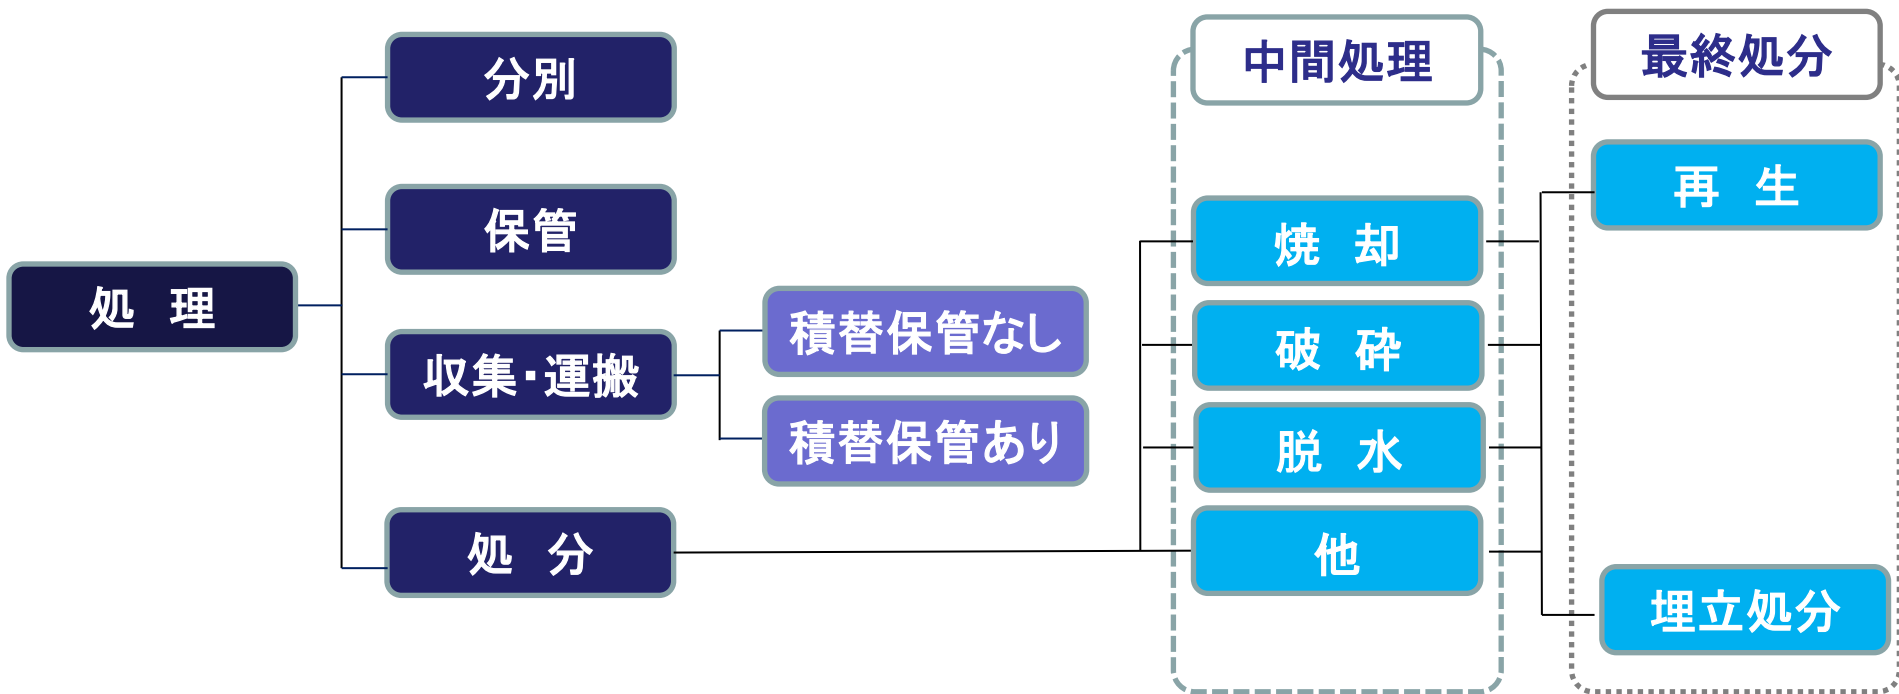 処 理
分別
保管
収集・運搬
処 分
積替保管なし
積替保管あり
中間処理
焼 却
破 砕
脱 水
他
最終処分
再 生
埋立処分